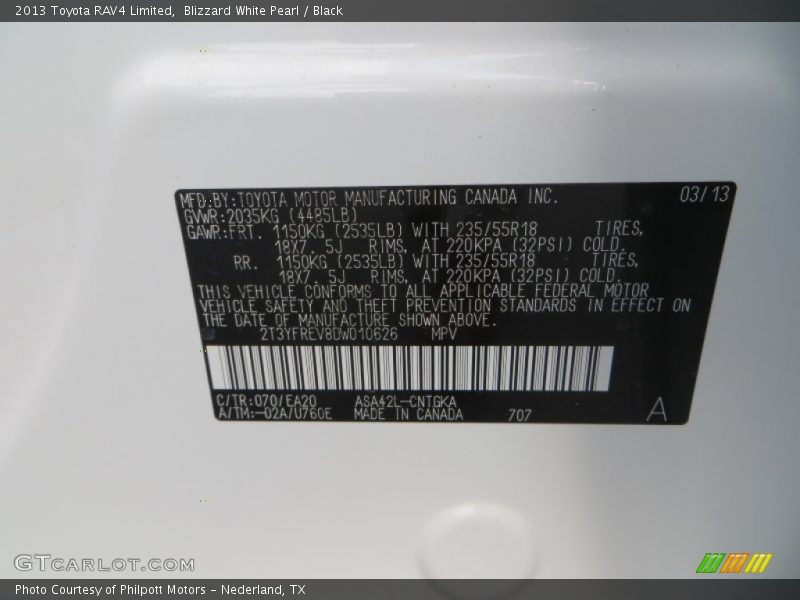 2013 Toyota RAV4 Limited,  Blizzard White Pearl / Black
MFD.BY:TOYOTA MOTOR MANUFACTURING CANADA INC. 03/13
GVWR:2035KG (4485LB)
GAWR:FRT. 1150KG (2535LB) WITH 235/55R18 TIRES,
18X7 5J RIMS, AT 220KPA (32PSI) COLD.
RR. 1150KG (2535LB) WITH 235/55R18 TIRES,
18X7 5J RIMS, AT 220KPA (32PSI) COLD.
THIS VEHICLE CONFORMS TO ALL APPLICABLE FEDERAL MOTOR
VEHICLE SAFETY AND THEFT PREVENTION STANDARDS IN EFFECT ON
THE DATE OF MANUFACTURE SHOWN ABOVE.
2T3YFREV8DW010626 MPV
C/TR:070/EA20 ASA42L-CNTGKA
A/TM:-02A/U760E MADE IN CANADA 707 A
GTCARLOT.COM
Photo Courtesy of Philpott Motors - Nederland, TX